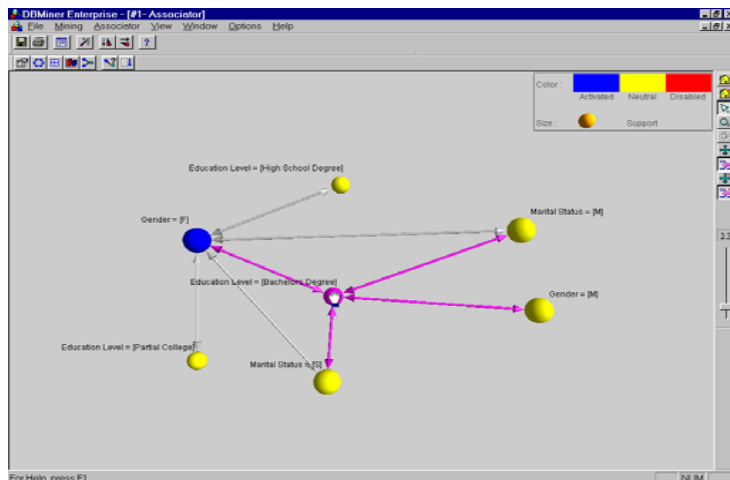 DBMiner Enterprise - [#1- Associator]
File Mining Associator View Window Options Help
Color :
Activated Neutral Disabled
Size : Support
Education Level = [High School Degree]
Gender = [F]
Marital Status = [M]
Education Level = [Bachelors Degree]
Gender = [M]
Education Level = [Partial College]
Marital Status = [S]
For Help, press F1
NUM